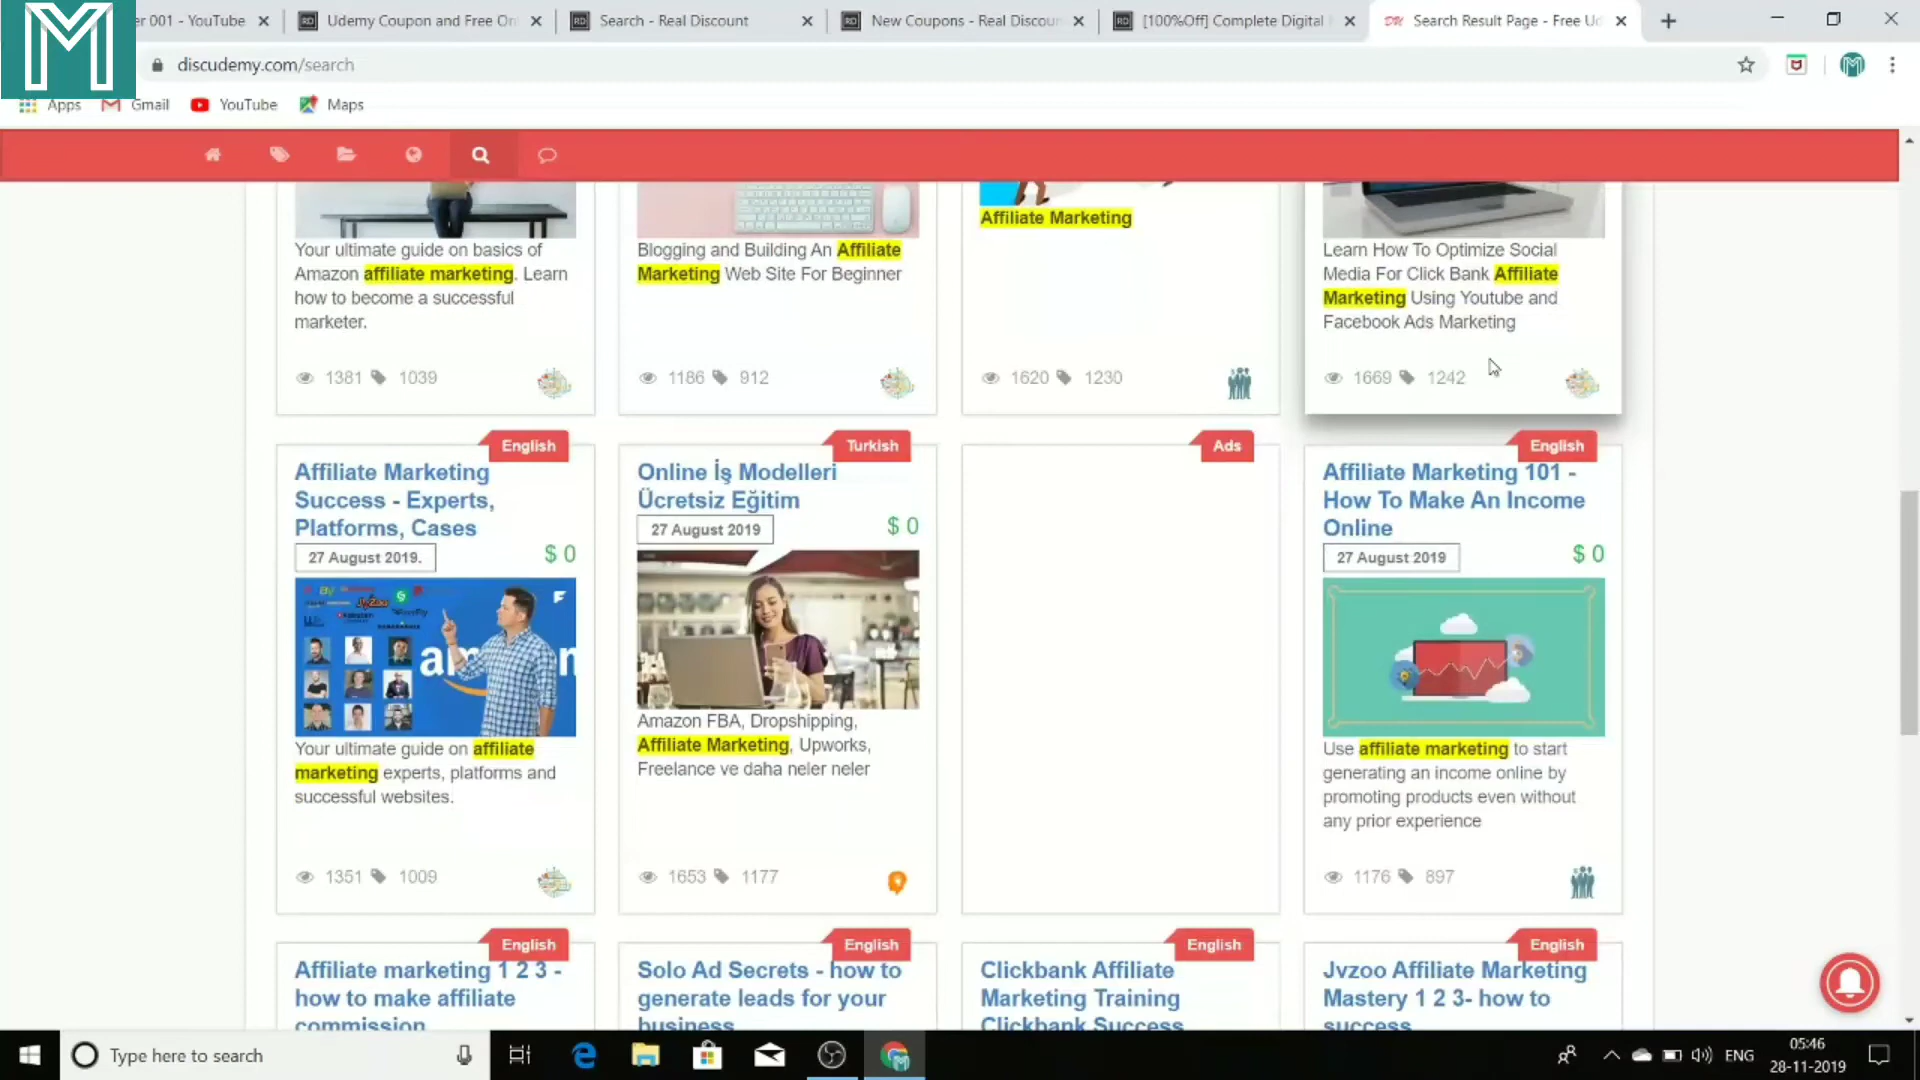 er 001 - YouTube
Udemy Coupon and Free On
Search - Real Discount
New Coupons - Real Discoun
[100%Off] Complete Digital
Search Result Page - Free Ud
discudemy.com/search
Apps
Gmail
YouTube
Maps
Your ultimate guide on basics of
Amazon affiliate marketing. Learn
how to become a successful
marketer.
1381 1039
Blogging and Building An Affiliate
Marketing Web Site For Beginner
1186 912
Affiliate Marketing
1620 1230
Learn How To Optimize Social
Media For Click Bank Affiliate
Marketing Using Youtube and
Facebook Ads Marketing
1669 1242
English
Affiliate Marketing
Success - Experts,
Platforms, Cases
27 August 2019.
$ 0
Your ultimate guide on affiliate
marketing experts, platforms and
successful websites.
1351 1009
Turkish
Online İş Modelleri
Ücretsiz Eğitim
27 August 2019
$ 0
Amazon FBA, Dropshipping,
Affiliate Marketing, Upworks,
Freelance ve daha neler neler
1653 1177
Ads
English
Affiliate Marketing 101 -
How To Make An Income
Online
27 August 2019
$ 0
Use affiliate marketing to start
generating an income online by
promoting products even without
any prior experience
1176 897
English
Affiliate marketing 1 2 3 -
how to make affiliate
commission
English
Solo Ad Secrets - how to
generate leads for your
business
English
Clickbank Affiliate
Marketing Training
Clickbank Success
English
Jvzoo Affiliate Marketing
Mastery 1 2 3- how to
success
Type here to search
ENG
05:46
28-11-2019